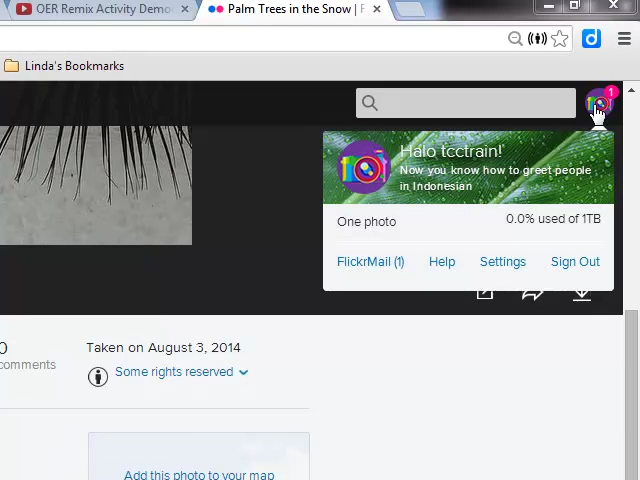 OER Remix Activity Demo
Palm Trees in the Snow |
Linda's Bookmarks
1
Halo tcctrain!
Now you know how to greet people
in Indonesian
One photo
0.0% used of 1TB
FlickrMail (1)
Help
Settings
Sign Out
0
comments
Taken on August 3, 2014
Some rights reserved
Add this photo to your map